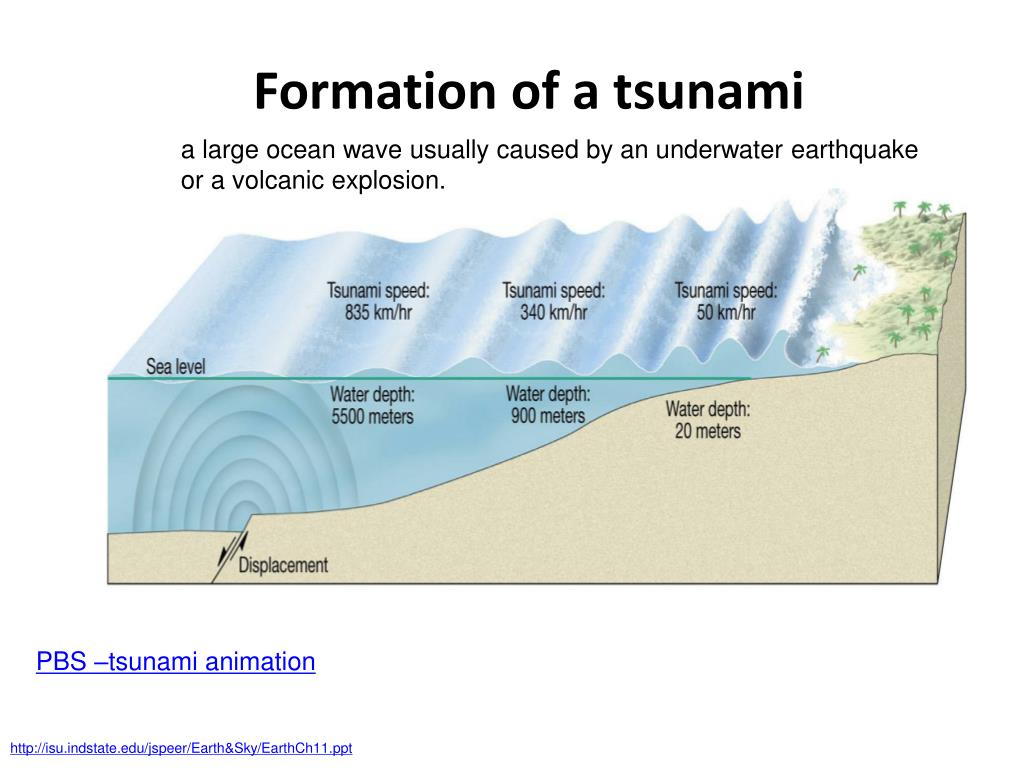 Formation of a tsunami
a large ocean wave usually caused by an underwater earthquake
or a volcanic explosion.
Tsunami speed:
835 km/hr
Tsunami speed:
340 km/hr
Tsunami speed:
50 km/hr
Sea level
Water depth:
5500 meters
Water depth:
900 meters
Water depth:
20 meters
Displacement
PBS –tsunami animation
http://isu.indstate.edu/jspeer/Earth&Sky/EarthCh11.ppt